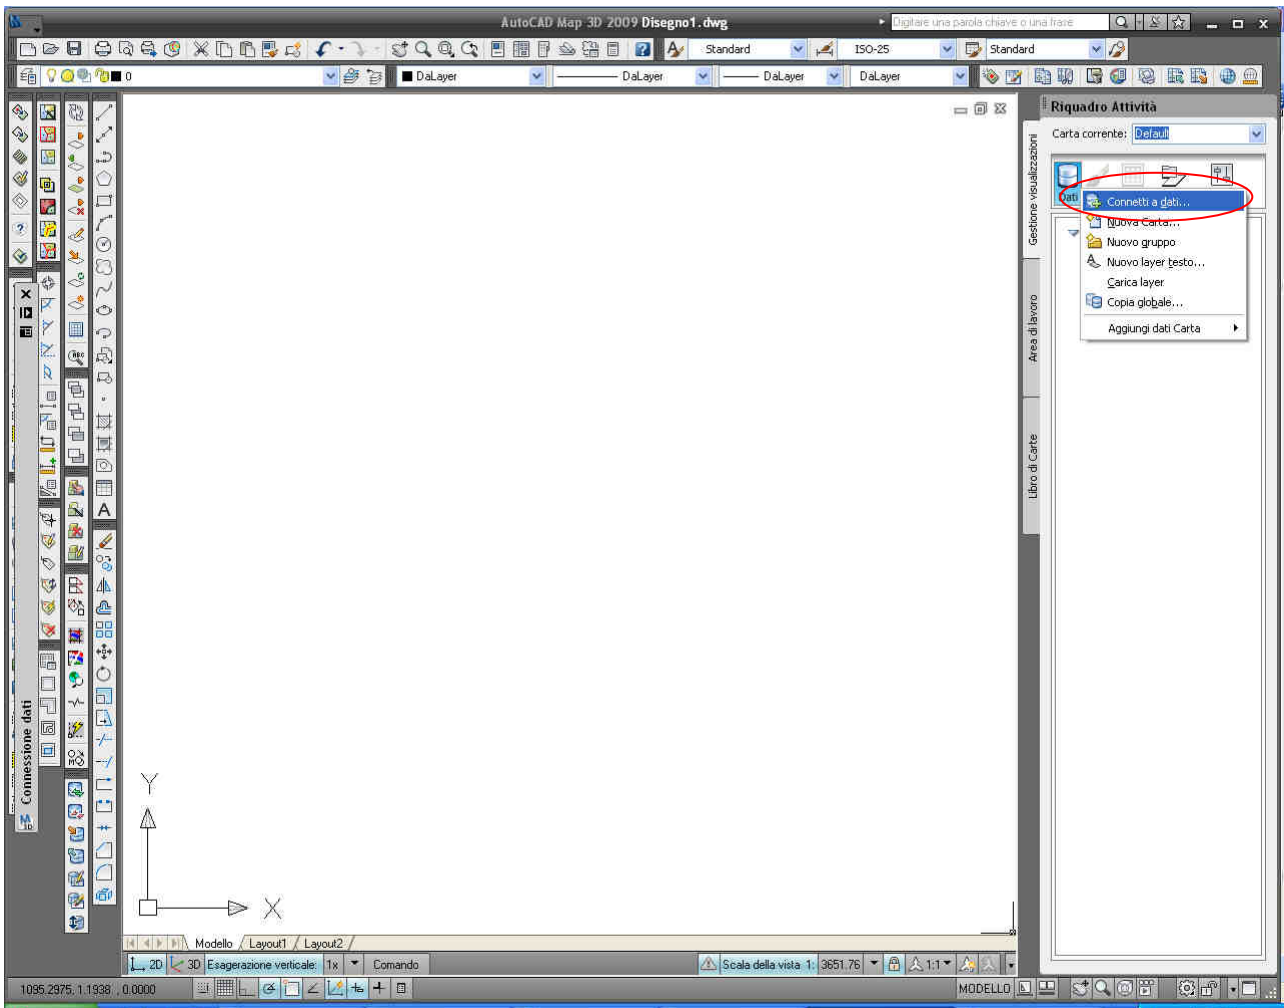 AutoCAD Map 3D 2009 Disegno1.dwg
Digitare una parola chiave o una frase
Standard
ISO-25
Standard
0
DaLayer
DaLayer
DaLayer
DaLayer
Riquadro Attività
Carta corrente: Default
Dati
Connetti a dati...
Nuova Carta...
Nuovo gruppo
Nuovo layer testo...
Carica layer
Copia globale...
Aggiungi dati Carta
Gestione visualizzazioni
Area di lavoro
Libro di Carte
Connessione dati
Y
X
Modello / Layout1 / Layout2 /
2D 3D Esagerazione verticale: 1x Comando
Scala della vista 1: 3651.76 1:1
1095.2975, 1.1938 , 0.0000
MODELLO